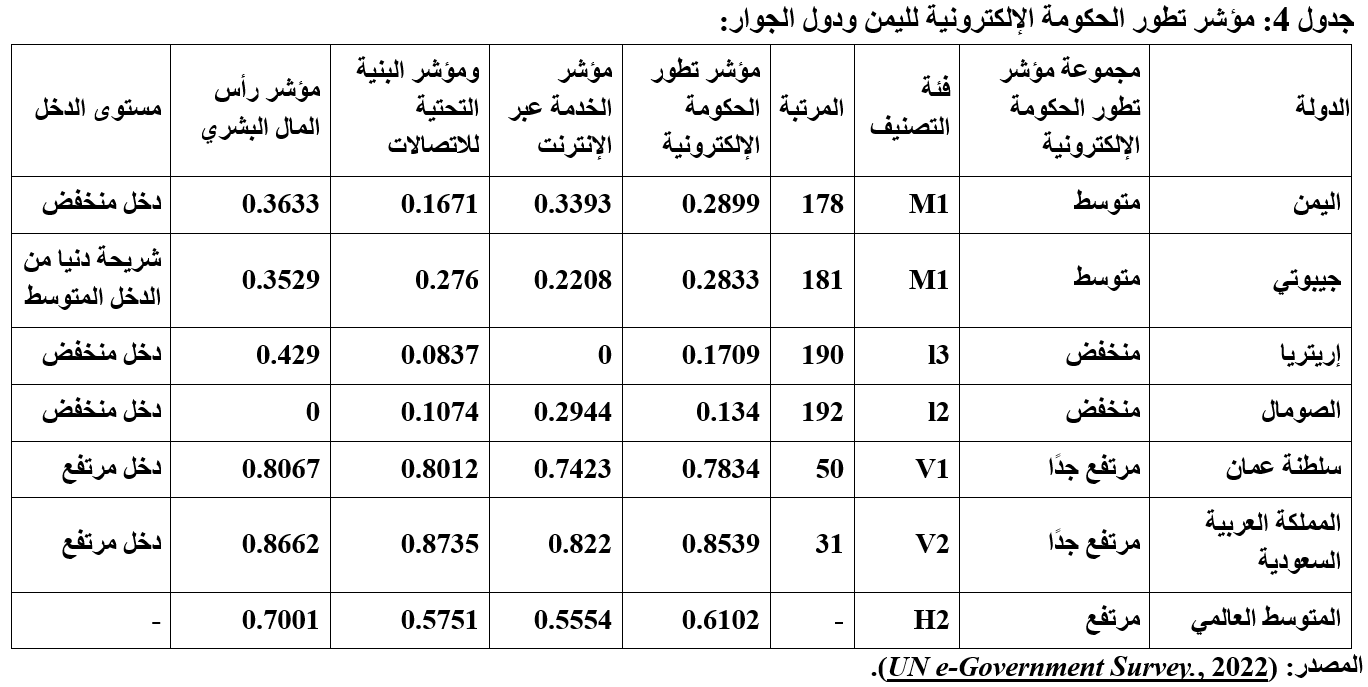 جدول 4: مؤشر تطور الحكومة الإلكترونية لليمن ودول الجوار:
الدولة
مجموعة مؤشر
تطور الحكومة
الإلكترونية
فئة
التصنيف
المرتبة
مؤشر تطور
الحكومة
الإلكترونية
مؤشر
الخدمة عبر
الإنترنت
ومؤشر البنية
التحتية
للاتصالات
مؤشر رأس
المال البشري
مستوى الدخل
اليمن متوسط M1 178 0.2899 0.3393 0.1671 0.3633 دخل منخفض
جيبوتي متوسط M1 181 0.2833 0.2208 0.276 0.3529 شريحة دنيا من
الدخل المتوسط
إريتريا منخفض l3 190 0.1709 0 0.0837 0.429 دخل منخفض
الصومال منخفض l2 192 0.134 0.2944 0.1074 0 دخل منخفض
سلطنة عمان مرتفع جدًا V1 50 0.7834 0.7423 0.8012 0.8067 دخل مرتفع
المملكة العربية
السعودية
مرتفع جدًا V2 31 0.8539 0.822 0.8735 0.8662 دخل مرتفع
المتوسط العالمي مرتفع H2 - 0.6102 0.5554 0.5751 0.7001 -
المصدر: (UN e-Government Survey., 2022).